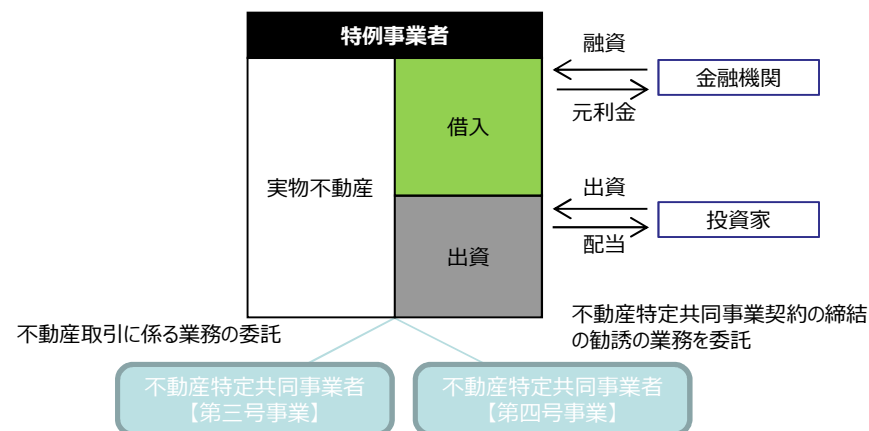 特例事業者
融資
金融機関
元利金
借入
実物不動産
出資
投資家
配当
出資
不動産取引に係る業務の委託
不動産特定共同事業契約の締結
の勧誘の業務を委託
不動産特定共同事業者
【第三号事業】
不動産特定共同事業者
【第四号事業】